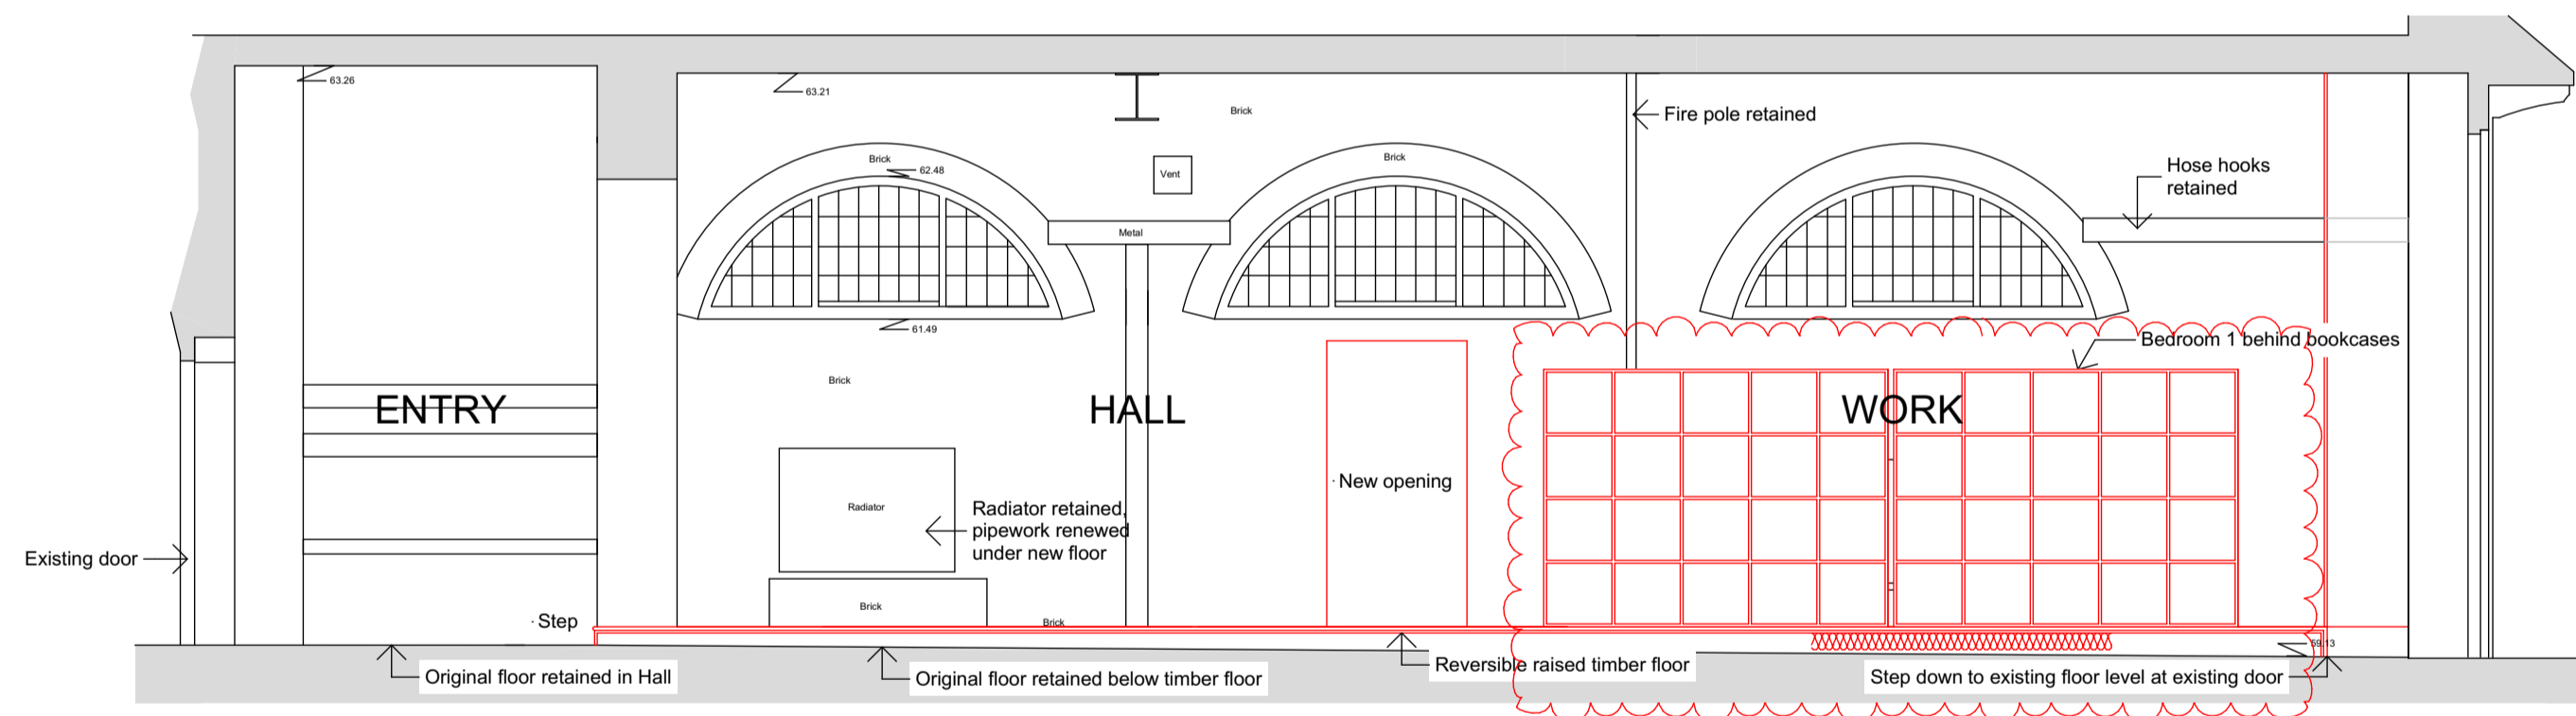 63.26
63.21
Brick
Fire pole retained
Brick
62.48
Brick
Vent
Hose hooks
retained
Metal
61.49
Bedroom 1 behind bookcases
Brick
ENTRY
HALL
WORK
New opening
Radiator
Radiator retained,
pipework renewed
under new floor
Existing door
Brick
Step
Brick
59.13
Original floor retained in Hall
Original floor retained below timber floor
Reversible raised timber floor
Step down to existing floor level at existing door